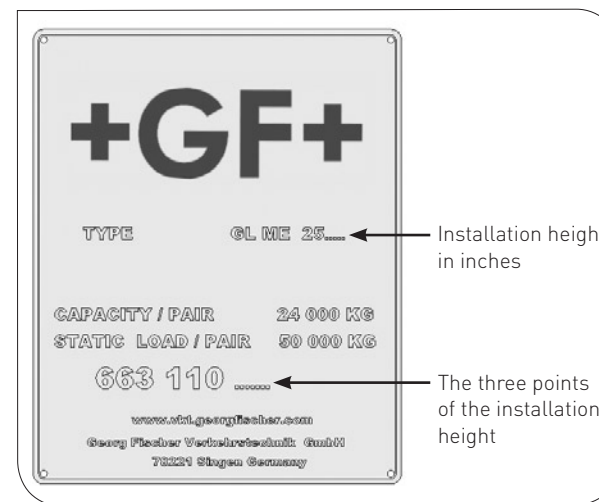 +GF+
TYPE GL ME 25.....
Installation heigh
in inches
CAPACITY / PAIR 24 000 KG
STATIC LOAD / PAIR 50 000 KG
663 110 .......
The three points
of the installation
height
www.vkt.georgfischer.com
Georg Fischer Verkehrstechnik GmbH
78221 Singen Germany